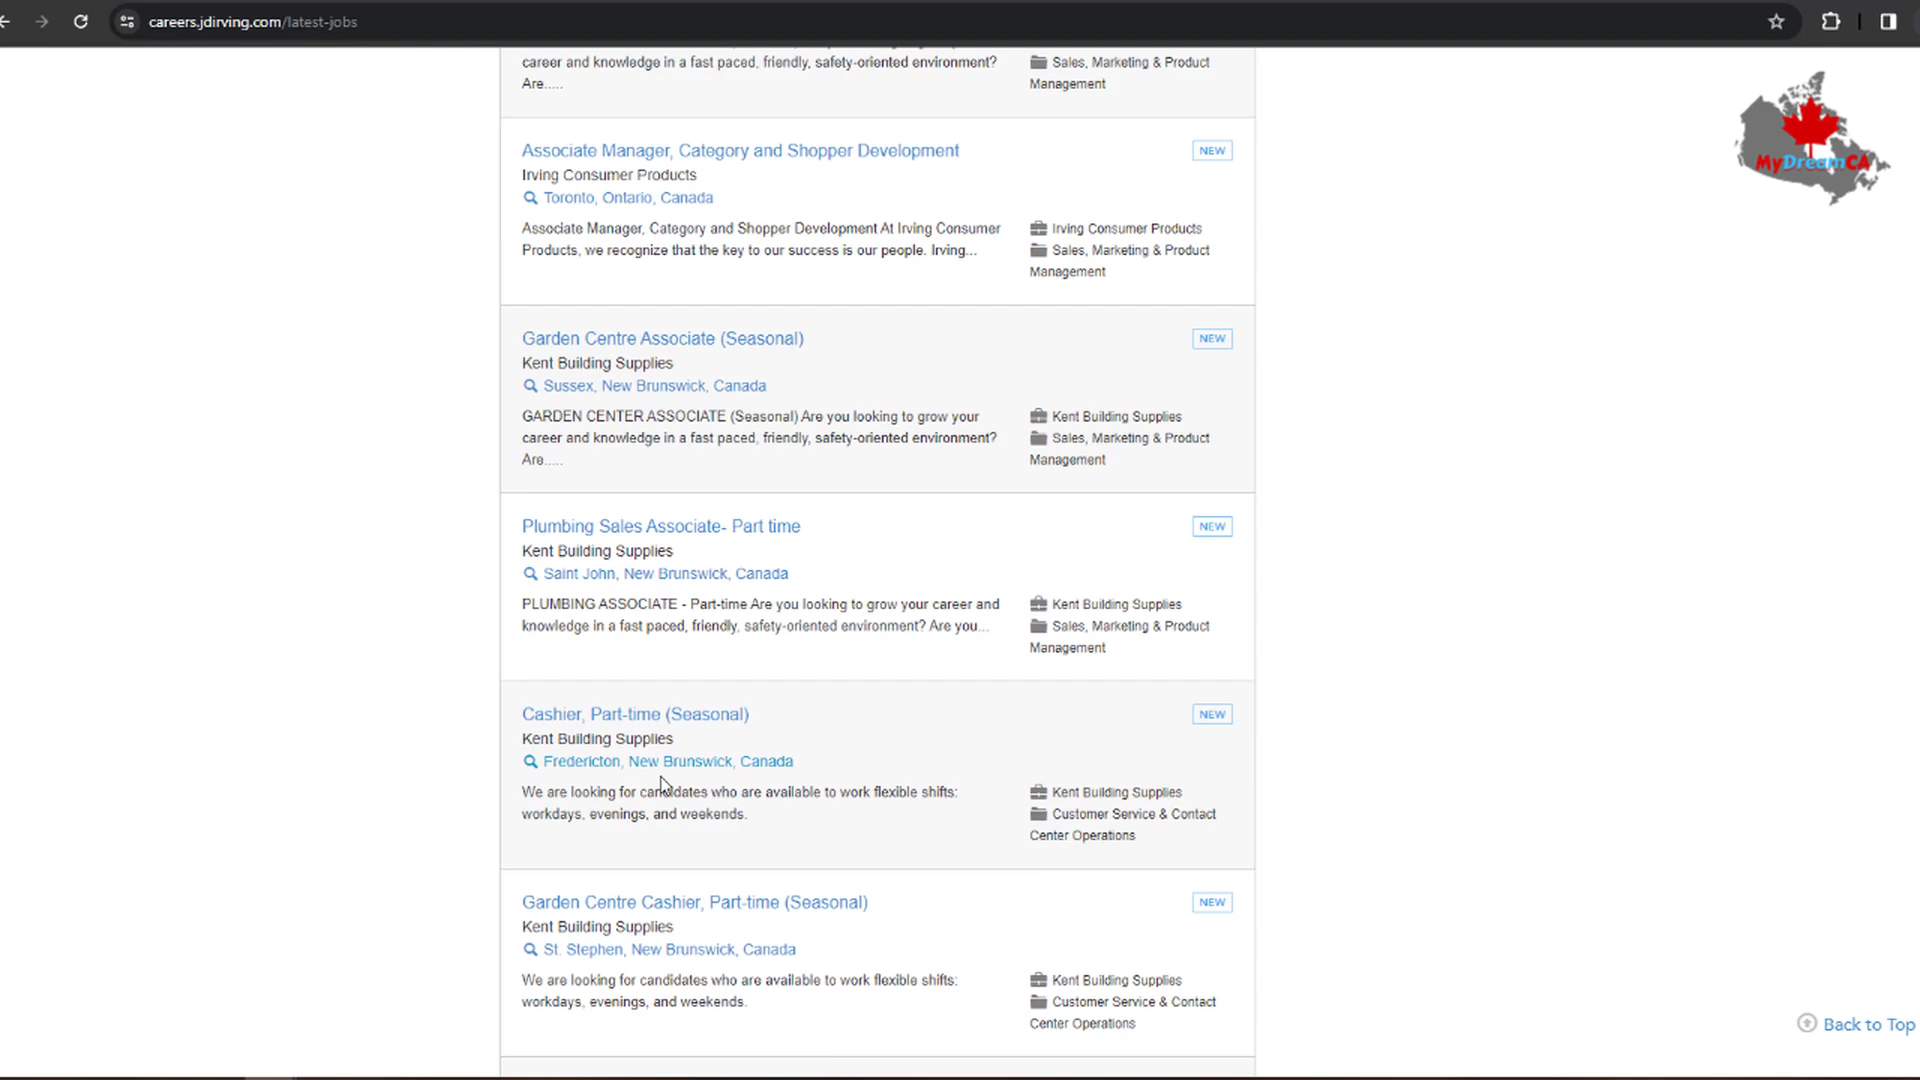 careers.jdirving.com/latest-jobs
career and knowledge in a fast paced, friendly, safety-oriented environment?
Are.....
Sales, Marketing & Product
Management
MyDreamCA
Associate Manager, Category and Shopper Development
NEW
Irving Consumer Products
Toronto, Ontario, Canada
Associate Manager, Category and Shopper Development At Irving Consumer
Products, we recognize that the key to our success is our people. Irving...
Irving Consumer Products
Sales, Marketing & Product
Management
Garden Centre Associate (Seasonal)
NEW
Kent Building Supplies
Sussex, New Brunswick, Canada
GARDEN CENTER ASSOCIATE (Seasonal) Are you looking to grow your
career and knowledge in a fast paced, friendly, safety-oriented environment?
Are.....
Kent Building Supplies
Sales, Marketing & Product
Management
Plumbing Sales Associate- Part time
NEW
Kent Building Supplies
Saint John, New Brunswick, Canada
PLUMBING ASSOCIATE - Part-time Are you looking to grow your career and
knowledge in a fast paced, friendly, safety-oriented environment? Are you...
Kent Building Supplies
Sales, Marketing & Product
Management
Cashier, Part-time (Seasonal)
NEW
Kent Building Supplies
Fredericton, New Brunswick, Canada
We are looking for candidates who are available to work flexible shifts:
workdays, evenings, and weekends.
Kent Building Supplies
Customer Service & Contact
Center Operations
Garden Centre Cashier, Part-time (Seasonal)
NEW
Kent Building Supplies
St. Stephen, New Brunswick, Canada
We are looking for candidates who are available to work flexible shifts:
workdays, evenings, and weekends.
Kent Building Supplies
Customer Service & Contact
Center Operations
Back to Top